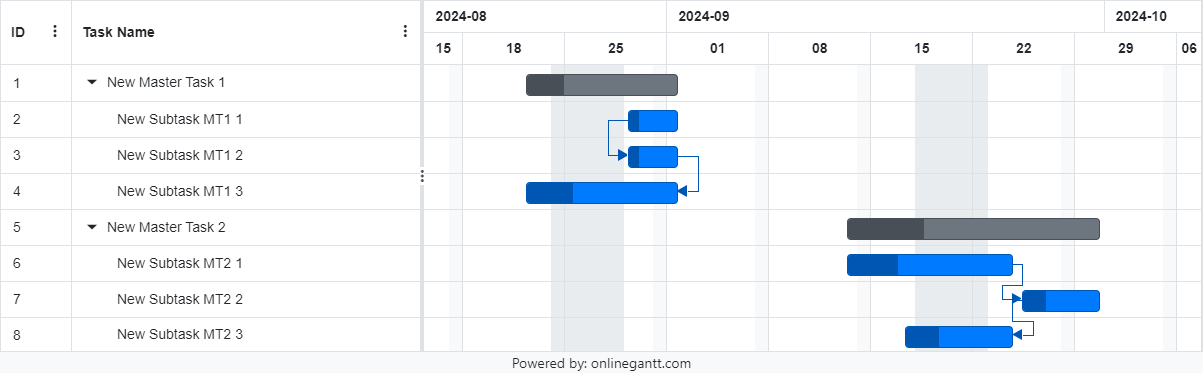 2024-08 2024-09 2024-10
ID Task Name
15 18 25 01 08 15 22 29 06
1 New Master Task 1
2 New Subtask MT1 1
3 New Subtask MT1 2
4 New Subtask MT1 3
5 New Master Task 2
6 New Subtask MT2 1
7 New Subtask MT2 2
8 New Subtask MT2 3
Powered by: onlinegantt.com